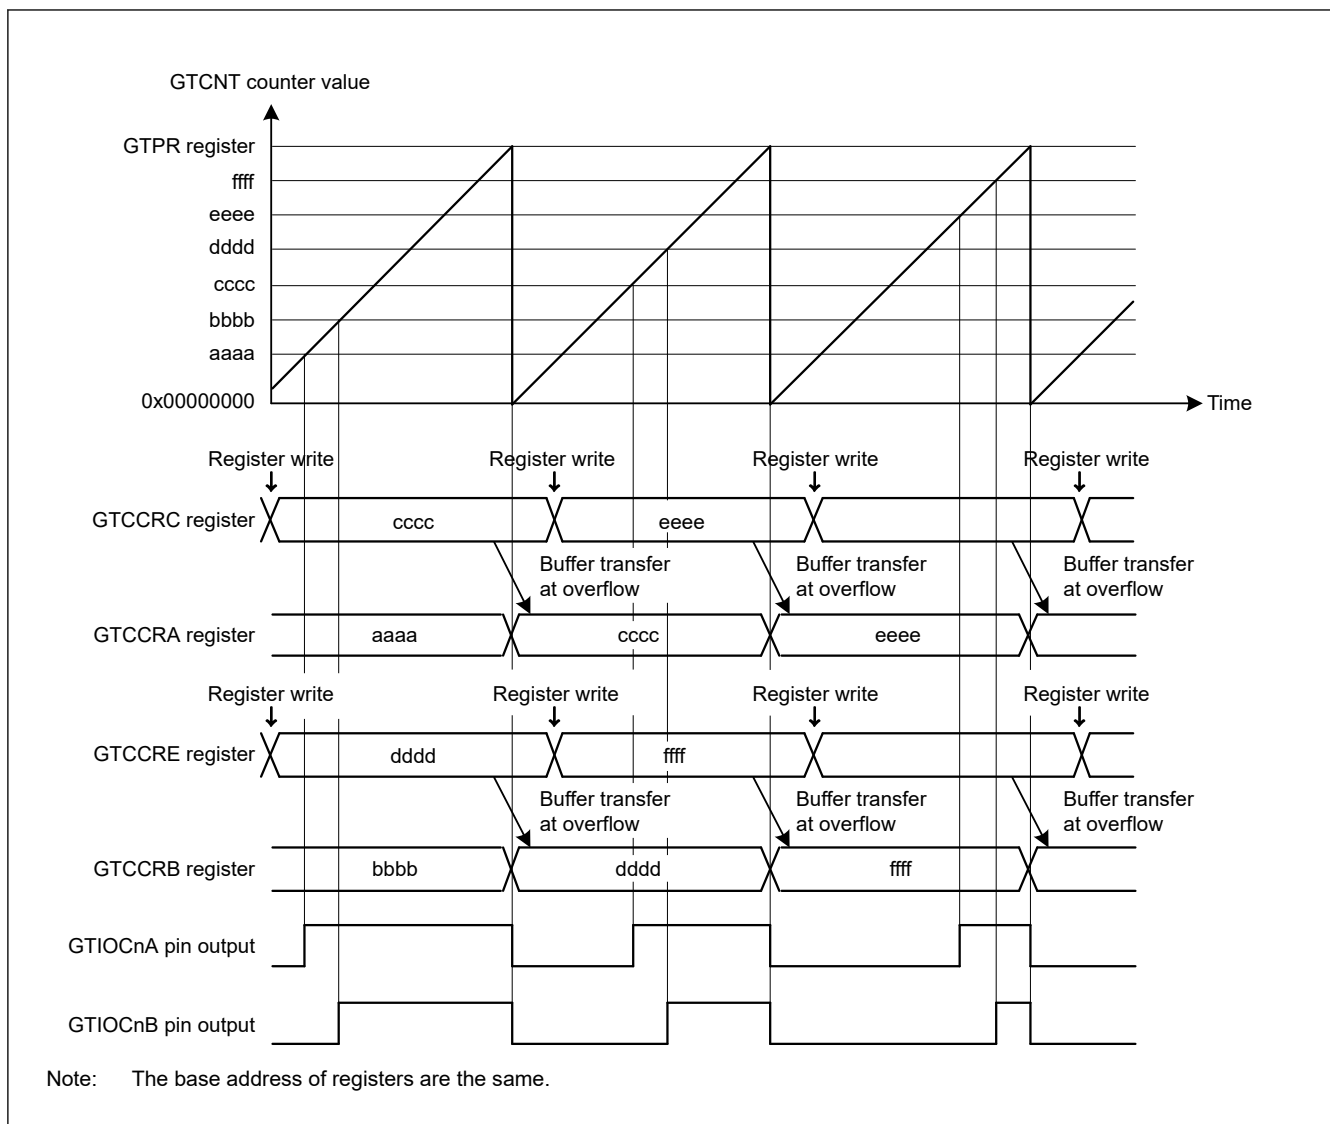 GTCNT counter value
GTPR register
ffff
eeee
dddd
cccc
bbbb
aaaa
0x00000000
Time
Register write Register write Register write Register write
GTCCRC register cccc eeee
Buffer transfer Buffer transfer Buffer transfer
at overflow at overflow at overflow
GTCCRA register aaaa cccc eeee
Register write Register write Register write Register write
GTCCRE register dddd ffff
Buffer transfer Buffer transfer Buffer transfer
at overflow at overflow at overflow
GTCCRB register bbbb dddd ffff
GTIOCnA pin output
GTIOCnB pin output
Note: The base address of registers are the same.